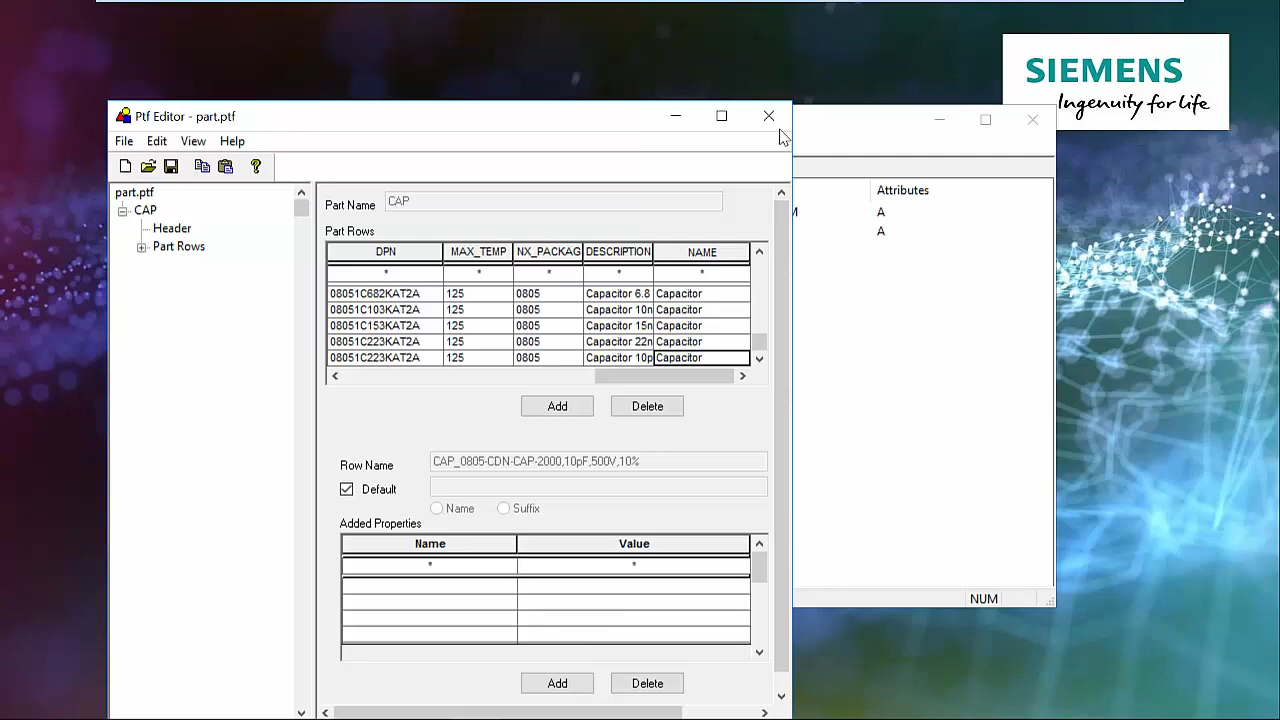 SIEMENS
Ingenuity for life
Ptf Editor - part.ptf
File Edit View Help
part.ptf
CAP
Header
Part Rows
Part Name CAP
Part Rows
DPN MAX_TEMP NX_PACKAG DESCRIPTION NAME
* * * * *
08051C682KAT2A 125 0805 Capacitor 6.8 Capacitor
08051C103KAT2A 125 0805 Capacitor 10n Capacitor
08051C153KAT2A 125 0805 Capacitor 15n Capacitor
08051C223KAT2A 125 0805 Capacitor 22n Capacitor
08051C223KAT2A 125 0805 Capacitor 10p Capacitor
Add Delete
Row Name CAP_0805-CDN-CAP-2000,10pF,500V,10%
Default
Name Suffix
Added Properties
Name Value
* *
Add Delete
Attributes
M A
A
NUM